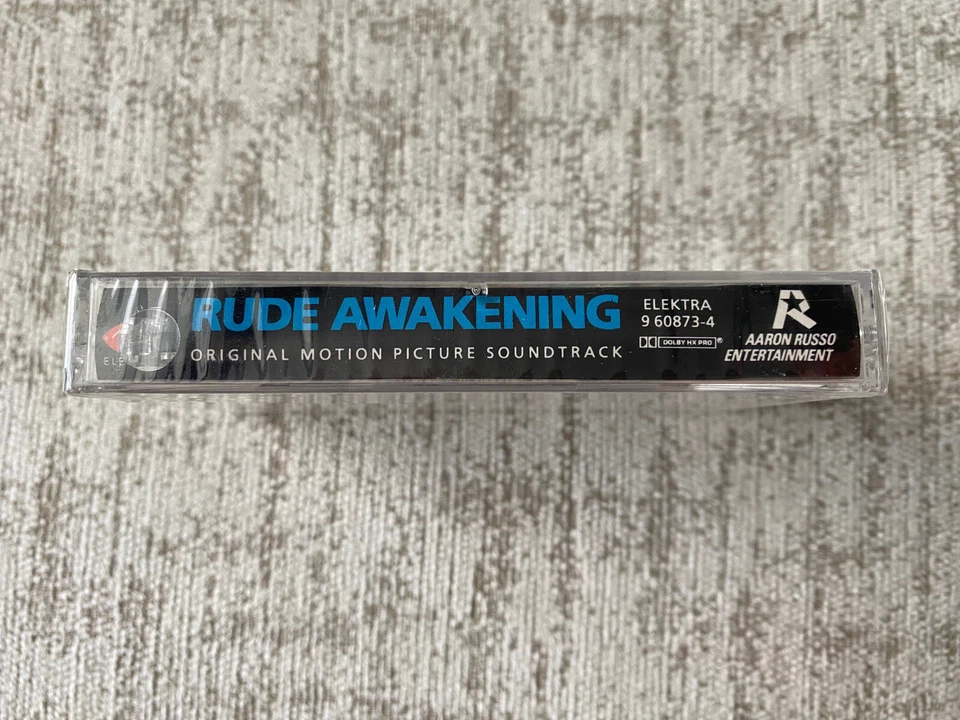 RUDE AWAKENING
ORIGINAL MOTION PICTURE SOUNDTRACK
ELEKTRA
9 60873-4
DOLBY HX PRO®
AARON RUSSO
ENTERTAINMENT